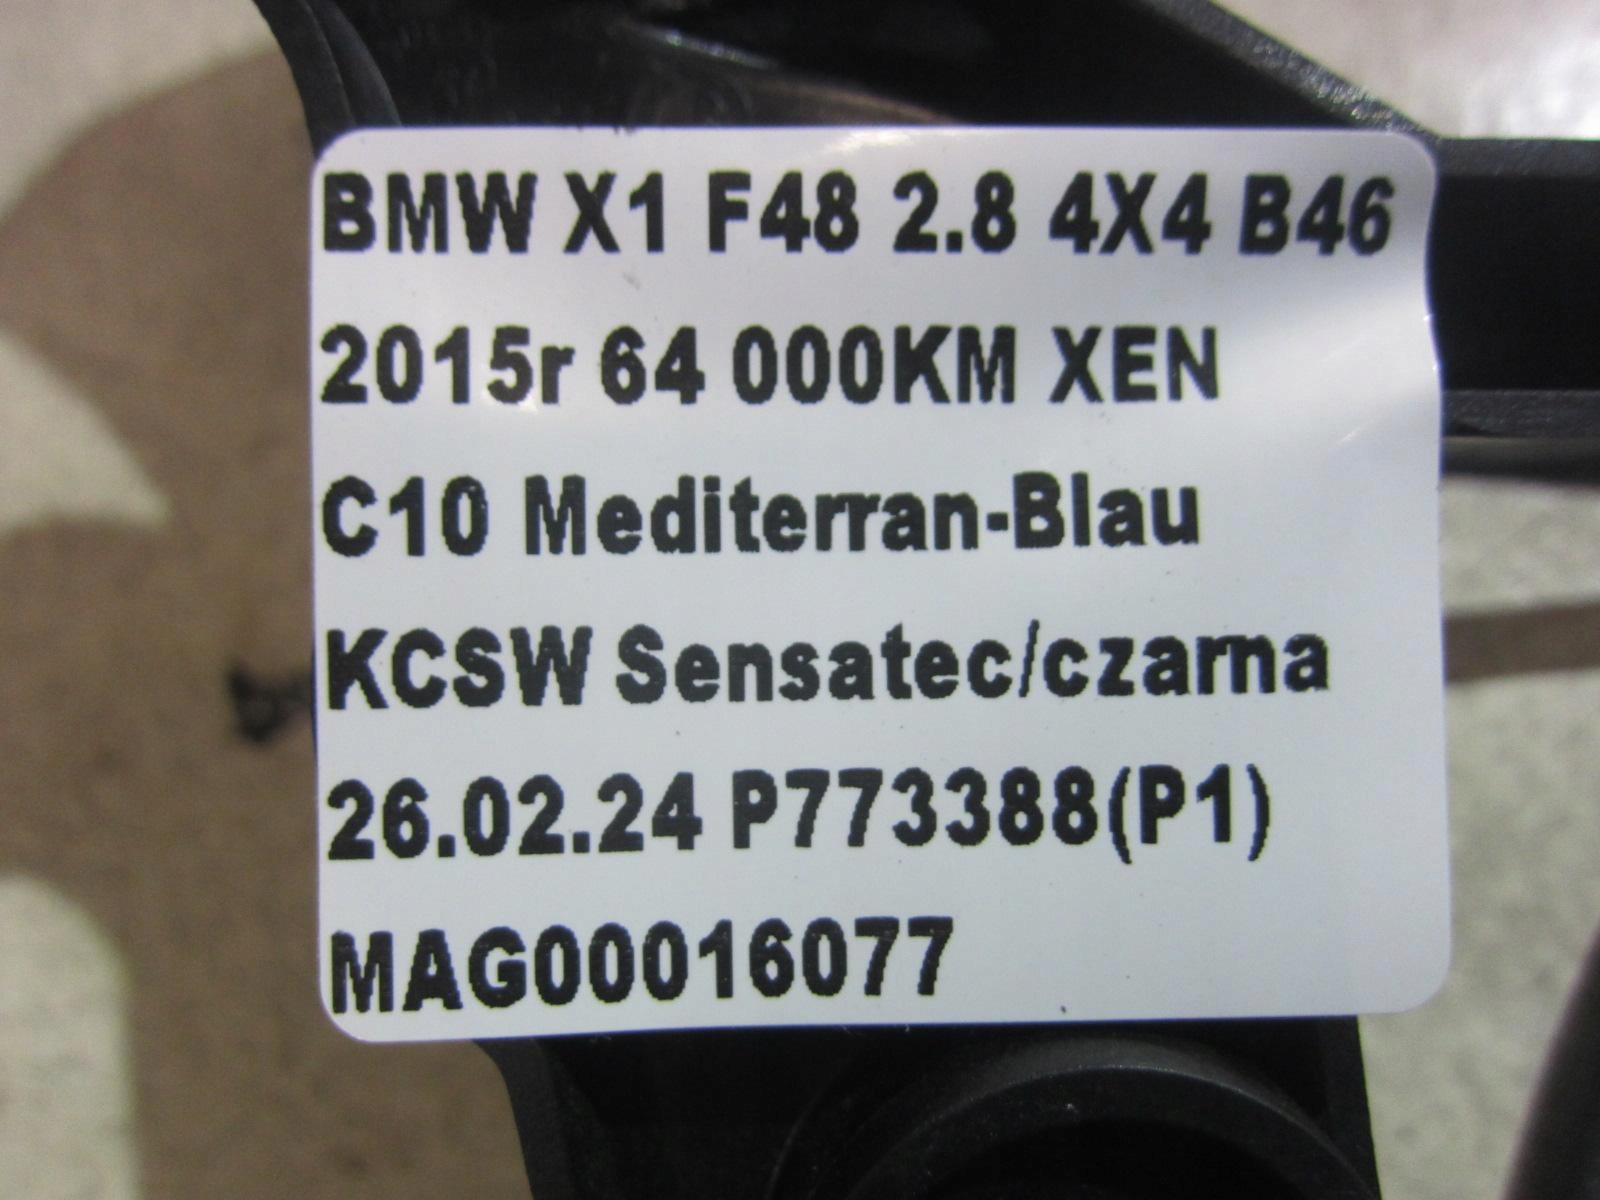 BMW X1 F48 2.8 4X4 B46
2015r 64 000KM XEN
C10 Mediterran-Blau
KCSW Sensatec/czarna
26.02.24 P773388(P1)
MAG00016077